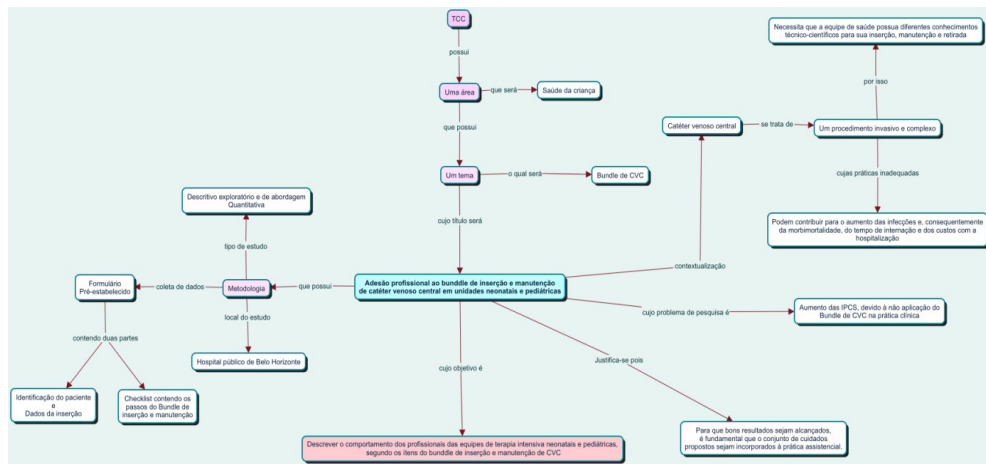 TCC
possui
Uma área
que será
Saúde da criança
que possui
Um tema
o qual será
Bundle de CVC
cujo título será
Adesão profissional ao bunddle de inserção e manutenção
de catéter venoso central em unidades neonatais e pediátricas
contextualização
Catéter venoso central
se trata de
Um procedimento invasivo e complexo
por isso
Necessita que a equipe de saúde possua diferentes conhecimentos
técnico-científicos para sua inserção, manutenção e retirada
cujas práticas inadequadas
Podem contribuir para o aumento das infecções e, consequentemente
da morbimortalidade, do tempo de internação e dos custos com a
hospitalização
cujo problema de pesquisa é
Aumento das IPCS, devido à não aplicação do
Bundle de CVC na prática clínica
Justifica-se pois
Para que bons resultados sejam alcançados,
é fundamental que o conjunto de cuidados
propostos sejam incorporados à prática assistencial.
cujo objetivo é
Descrever o comportamento dos profissionais das equipes de terapia intensiva neonatais e pediátricas,
segundo os ítens do bunddle de inserção e manutenção de CVC
que possui
Metodologia
tipo de estudo
Descritivo exploratório e de abordagem
Quantitativa
local do estudo
Hospital público de Belo Horizonte
coleta de dados
Formulário
Pré-estabelecido
contendo duas partes
Identificação do paciente
e
Dados da inserção
Checklist contendo os
passos do Bundle de
inserção e manutenção